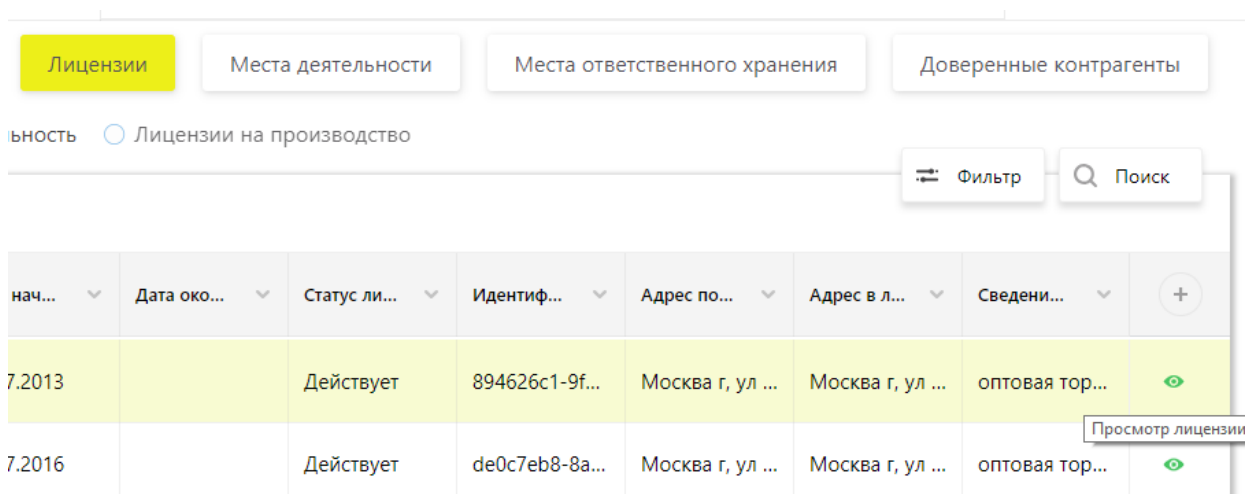 Лицензии Места деятельности Места ответственного хранения Доверенные контрагенты
ьность Лицензии на производство
Фильтр Поиск
нач... Дата око... Статус ли... Идентиф... Адрес по... Адрес в л... Сведени...
7.2013 Действует 894626c1-9f... Москва г, ул ... Москва г, ул ... оптовая тор...
Просмотр лицензии
7.2016 Действует de0c7eb8-8a... Москва г, ул ... Москва г, ул ... оптовая тор...